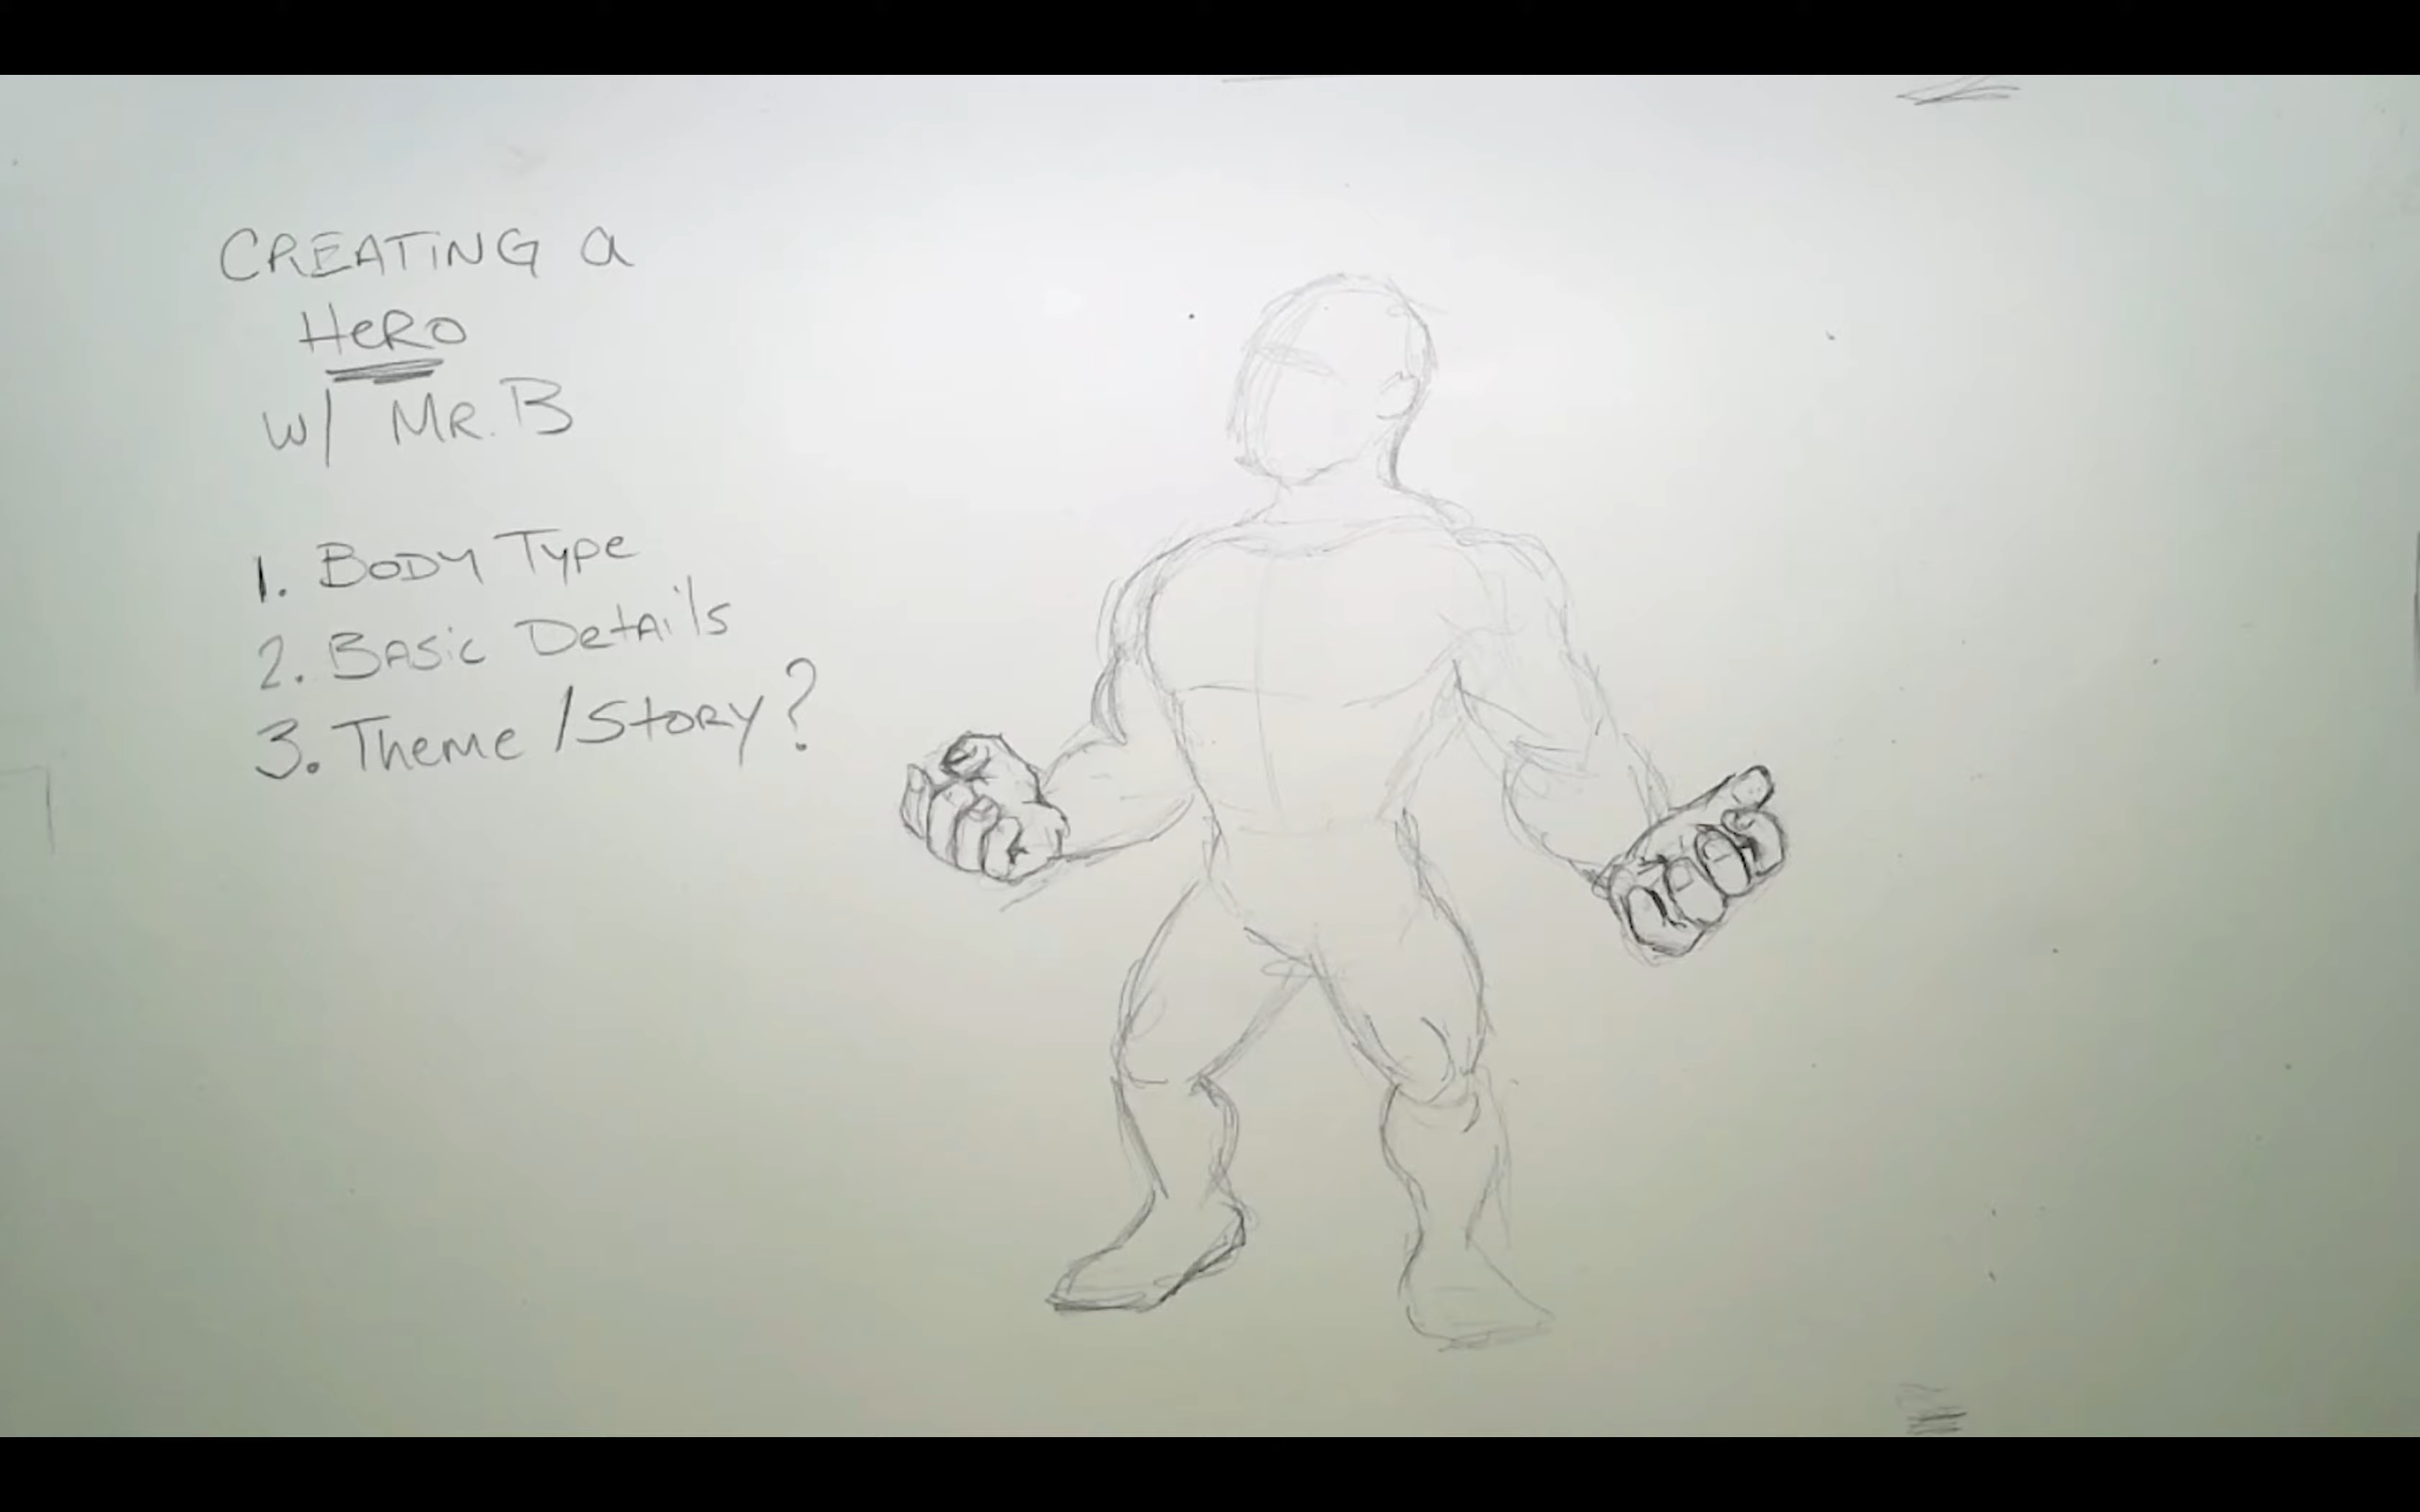 CREATING a
HeRo
w/ MR. B
1. BODY Type
2. BASic DetAils
3. Theme / StoRy?